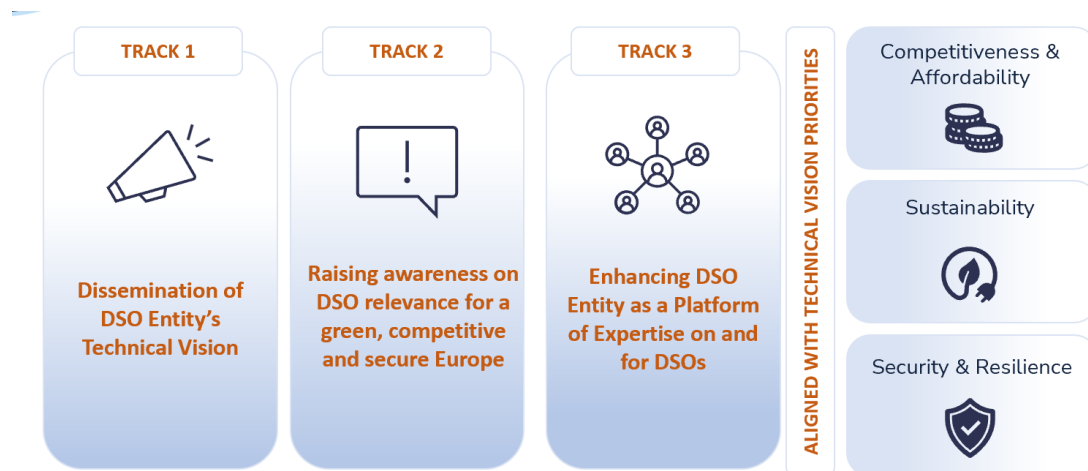 TRACK 1
Dissemination of
DSO Entity's
Technical Vision
TRACK 2
Raising awareness on
DSO relevance for a
green, competitive
and secure Europe
TRACK 3
Enhancing DSO
Entity as a Platform
of Expertise on and
for DSOs
ALIGNED WITH TECHNICAL VISION PRIORITIES
Competitiveness &
Affordability
Sustainability
Security & Resilience